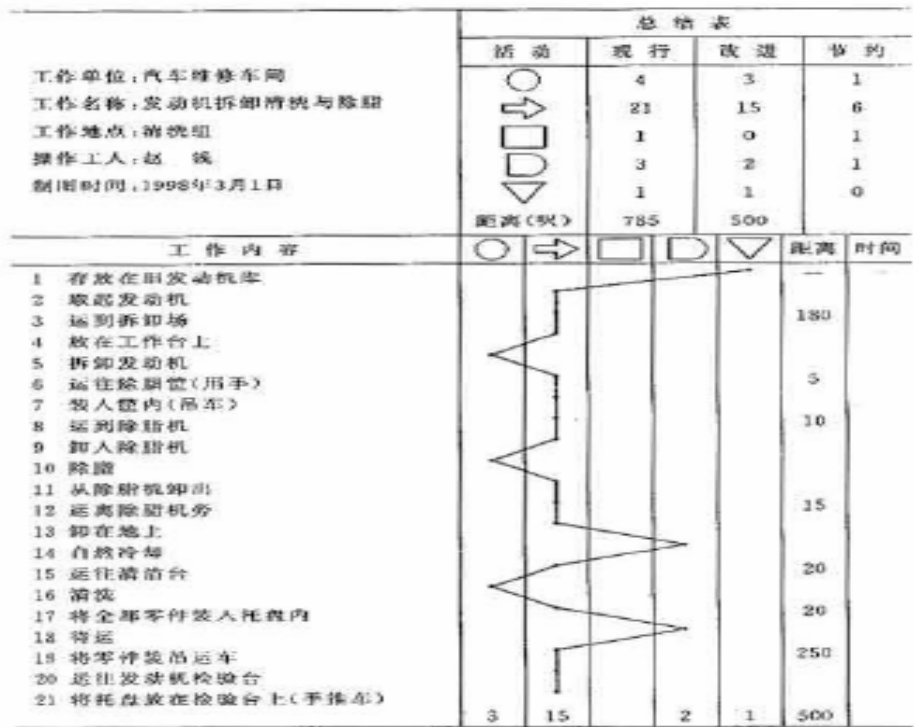 总结表
活动 现行 改进 节约
工作单位:汽车维修车间
4 3 1
工作名称:发动机拆卸清洗与除脂
21 15 6
工作地点:清洗组
1 0 1
操作工人:赵 钱
3 2 1
制图时间:1998年3月1日
1 1 0
距离(呎) 785 500
工作内容 距离 时间
1 存放在旧发动机库 —
2 取起发动机
3 运到拆卸场 180
4 放在工作台上
5 拆卸发动机
6 运往除脂筐(用手) 5
7 装入筐内(吊车)
8 运到除脂机 10
9 卸入除脂机
10 除脂
11 从除脂机卸出
12 运离除脂机旁 15
13 卸在地上
14 自然冷却
15 运往清洁台 20
16 清洗
17 将全部零件装入托盘内 20
18 待运
19 将零件装吊运车 250
20 运往发动机检验台
21 将托盘放在检验台上(手推车)
3 15 2 1 500